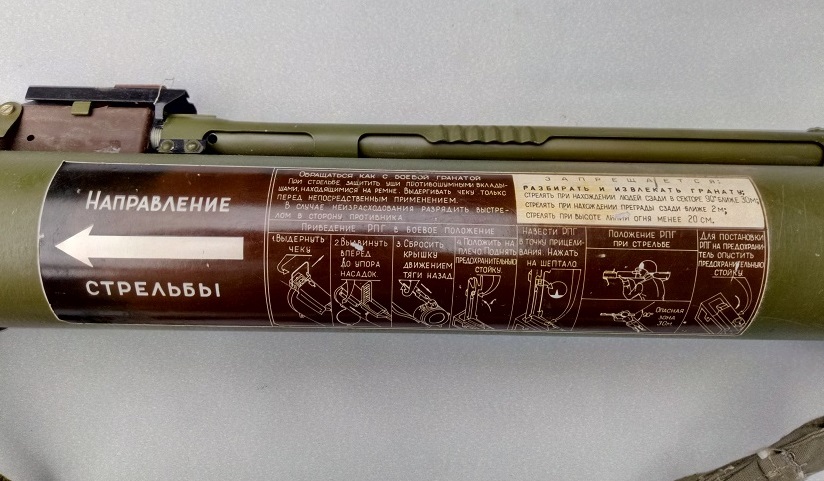 Направление
стрельбы
Обращаться как с боевой гранатой
При стрельбе защитить уши противошумными вклады-
шами, находящимися на ремне. Выдергивать чеку только
перед непосредственным применением.
В случае неизрасходования разрядить выстре-
лом в сторону противника
ЗАПРЕЩАЕТСЯ:
РАЗБИРАТЬ И ИЗВЛЕКАТЬ ГРАНАТУ;
СТРЕЛЯТЬ ПРИ НАХОЖДЕНИИ ЛЮДЕЙ СЗАДИ В СЕКТОРЕ 90° БЛИЖЕ 30м;
СТРЕЛЯТЬ ПРИ НАХОЖДЕНИИ ПРЕГРАДЫ СЗАДИ БЛИЖЕ 2м;
СТРЕЛЯТЬ ПРИ ВЫСОТЕ ЛИНИИ ОГНЯ МЕНЕЕ 20 СМ.
Приведение РПГ в боевое положение
1. Выдернуть
чеку
2. Выдвинуть
вперед
до упора
насадок
3. Сбросить
крышку
движением
тяги назад
4. Положить на
плечо. Поднять
предохранительную
стойку.
Навести РПГ
в точку прицели-
вания. Нажать
на шептало
Положение РПГ
при стрельбе
Опасная
зона
30м
Для постановки
РПГ на предохрани-
тель опустить
предохранительную
стойку